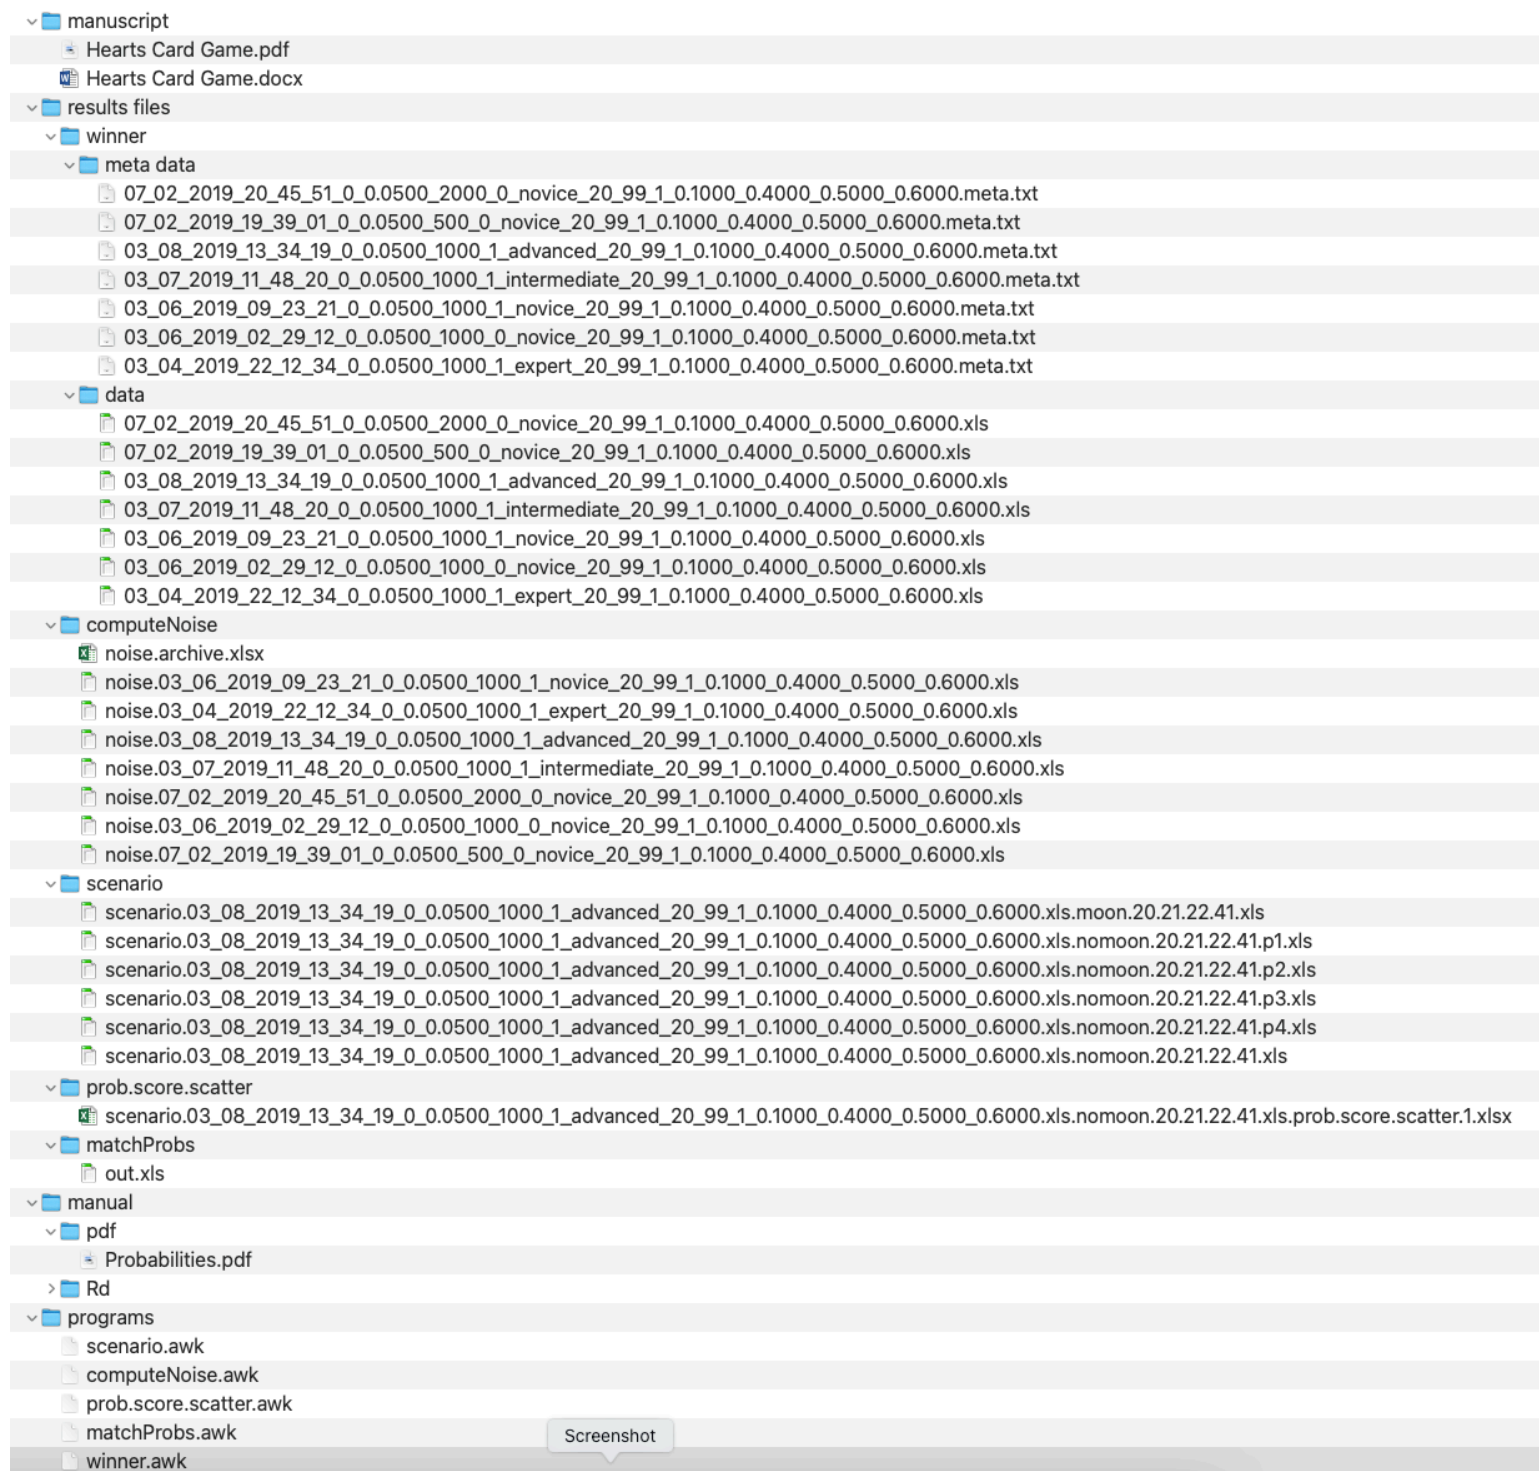 manuscript
Hearts Card Game.pdf
Hearts Card Game.docx
results files
winner
meta data
07_02_2019_20_45_51_0_0.0500_2000_0_novice_20_99_1_0.1000_0.4000_0.5000_0.6000.meta.txt
07_02_2019_19_39_01_0_0.0500_500_0_novice_20_99_1_0.1000_0.4000_0.5000_0.6000.meta.txt
03_08_2019_13_34_19_0_0.0500_1000_1_advanced_20_99_1_0.1000_0.4000_0.5000_0.6000.meta.txt
03_07_2019_11_48_20_0_0.0500_1000_1_intermediate_20_99_1_0.1000_0.4000_0.5000_0.6000.meta.txt
03_06_2019_09_23_21_0_0.0500_1000_1_novice_20_99_1_0.1000_0.4000_0.5000_0.6000.meta.txt
03_06_2019_02_29_12_0_0.0500_1000_0_novice_20_99_1_0.1000_0.4000_0.5000_0.6000.meta.txt
03_04_2019_22_12_34_0_0.0500_1000_1_expert_20_99_1_0.1000_0.4000_0.5000_0.6000.meta.txt
data
07_02_2019_20_45_51_0_0.0500_2000_0_novice_20_99_1_0.1000_0.4000_0.5000_0.6000.xls
07_02_2019_19_39_01_0_0.0500_500_0_novice_20_99_1_0.1000_0.4000_0.5000_0.6000.xls
03_08_2019_13_34_19_0_0.0500_1000_1_advanced_20_99_1_0.1000_0.4000_0.5000_0.6000.xls
03_07_2019_11_48_20_0_0.0500_1000_1_intermediate_20_99_1_0.1000_0.4000_0.5000_0.6000.xls
03_06_2019_09_23_21_0_0.0500_1000_1_novice_20_99_1_0.1000_0.4000_0.5000_0.6000.xls
03_06_2019_02_29_12_0_0.0500_1000_0_novice_20_99_1_0.1000_0.4000_0.5000_0.6000.xls
03_04_2019_22_12_34_0_0.0500_1000_1_expert_20_99_1_0.1000_0.4000_0.5000_0.6000.xls
computeNoise
noise.archive.xlsx
noise.03_06_2019_09_23_21_0_0.0500_1000_1_novice_20_99_1_0.1000_0.4000_0.5000_0.6000.xls
noise.03_04_2019_22_12_34_0_0.0500_1000_1_expert_20_99_1_0.1000_0.4000_0.5000_0.6000.xls
noise.03_08_2019_13_34_19_0_0.0500_1000_1_advanced_20_99_1_0.1000_0.4000_0.5000_0.6000.xls
noise.03_07_2019_11_48_20_0_0.0500_1000_1_intermediate_20_99_1_0.1000_0.4000_0.5000_0.6000.xls
noise.07_02_2019_20_45_51_0_0.0500_2000_0_novice_20_99_1_0.1000_0.4000_0.5000_0.6000.xls
noise.03_06_2019_02_29_12_0_0.0500_1000_0_novice_20_99_1_0.1000_0.4000_0.5000_0.6000.xls
noise.07_02_2019_19_39_01_0_0.0500_500_0_novice_20_99_1_0.1000_0.4000_0.5000_0.6000.xls
scenario
scenario.03_08_2019_13_34_19_0_0.0500_1000_1_advanced_20_99_1_0.1000_0.4000_0.5000_0.6000.xls.moon.20.21.22.41.xls
scenario.03_08_2019_13_34_19_0_0.0500_1000_1_advanced_20_99_1_0.1000_0.4000_0.5000_0.6000.xls.nomoon.20.21.22.41.p1.xls
scenario.03_08_2019_13_34_19_0_0.0500_1000_1_advanced_20_99_1_0.1000_0.4000_0.5000_0.6000.xls.nomoon.20.21.22.41.p2.xls
scenario.03_08_2019_13_34_19_0_0.0500_1000_1_advanced_20_99_1_0.1000_0.4000_0.5000_0.6000.xls.nomoon.20.21.22.41.p3.xls
scenario.03_08_2019_13_34_19_0_0.0500_1000_1_advanced_20_99_1_0.1000_0.4000_0.5000_0.6000.xls.nomoon.20.21.22.41.p4.xls
scenario.03_08_2019_13_34_19_0_0.0500_1000_1_advanced_20_99_1_0.1000_0.4000_0.5000_0.6000.xls.nomoon.20.21.22.41.xls
prob.score.scatter
scenario.03_08_2019_13_34_19_0_0.0500_1000_1_advanced_20_99_1_0.1000_0.4000_0.5000_0.6000.xls.nomoon.20.21.22.41.xls.prob.score.scatter.1.xlsx
matchProbs
out.xls
manual
pdf
Probabilities.pdf
Rd
programs
scenario.awk
computeNoise.awk
prob.score.scatter.awk
matchProbs.awk
Screenshot
winner.awk